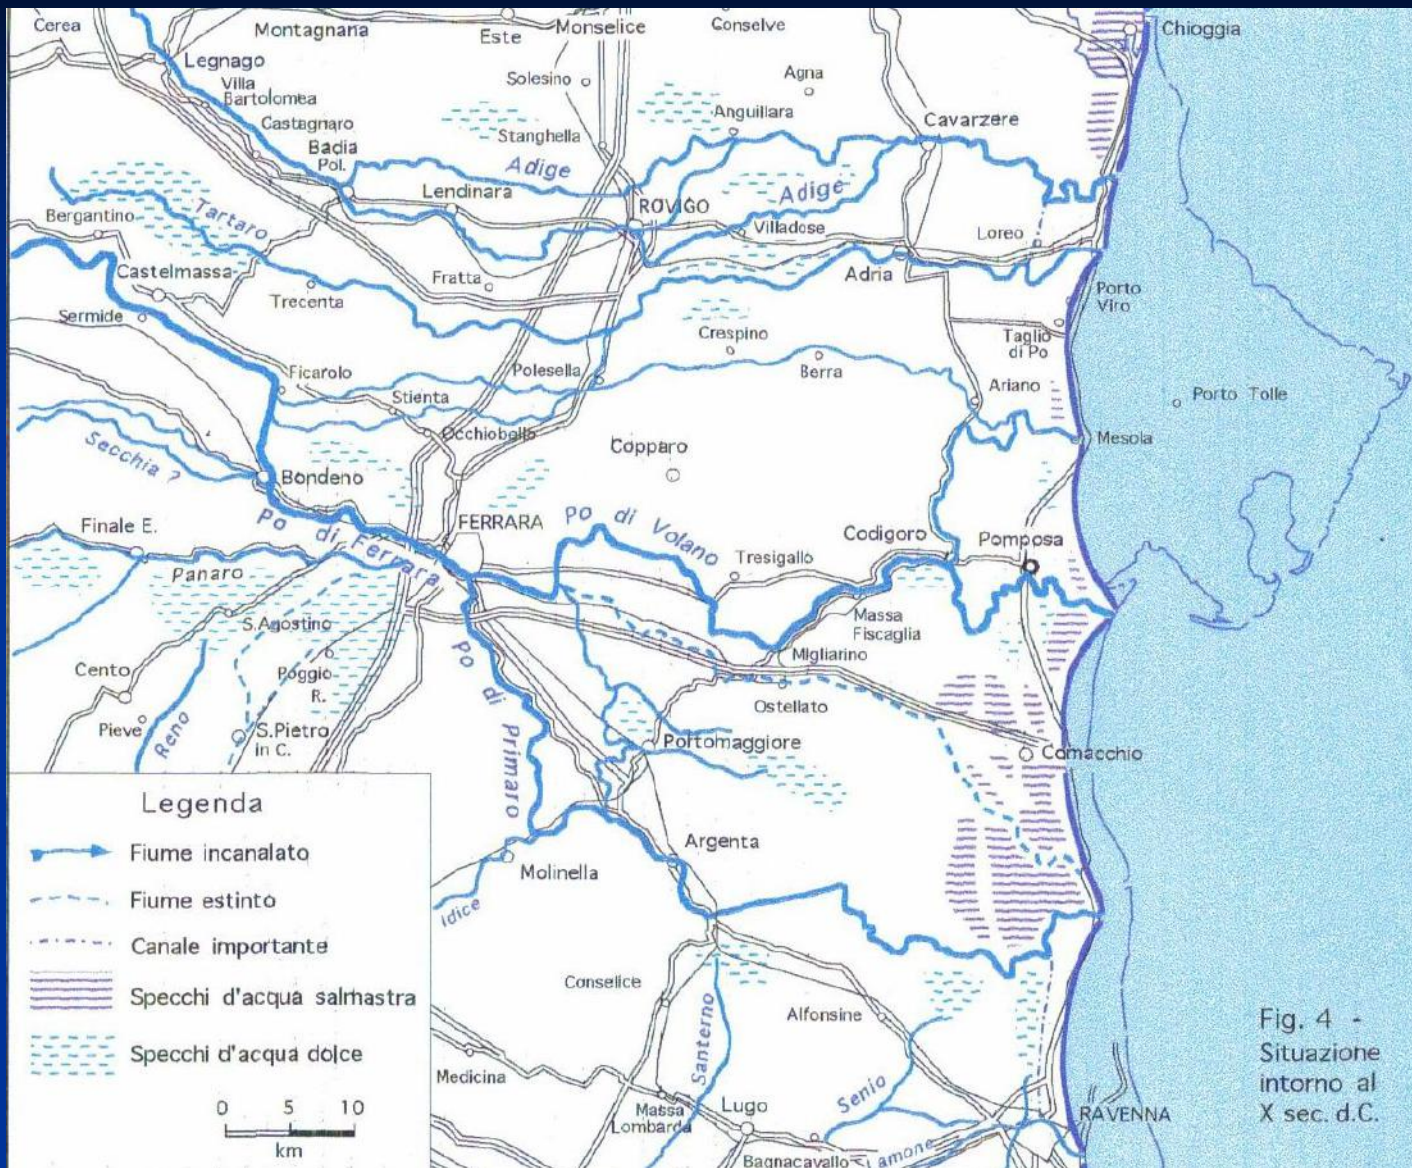 Cerea
Montagnana
Este
Monselice
Conselve
Chioggia
Legnago
Solesino
Agna
Villa
Bartolomea
Castagnaro
Anguillara
Cavarzere
Stanghella
Badia
Pol.
Adige
Lendinara
Adige
Bergantino
Tartaro
ROVIGO
Villadose
Loreo
Castelmassa
Fratta
Adria
Trecenta
Porto
Viro
Sermide
Crespino
Taglio
di Po
Ficarolo
Polesella
Berra
Ariano
Porto Tolle
Stienta
Occhiobello
Copparo
Mesola
Secchia ?
Bondeno
Finale E.
Po di Ferrara
FERRARA
Po di Volano
Codigoro
Pomposa
Tresigallo
Panaro
S.Agostino
Massa
Fiscaglia
Migliarino
Cento
Poggio
R.
Po di Primaro
Ostellato
Pieve
Reno
S.Pietro
in C.
Portomaggiore
Comacchio
Legenda
Fiume incanalato
Fiume estinto
Canale importante
Specchi d'acqua salmastra
Specchi d'acqua dolce
0 5 10
km
Argenta
Molinella
Idice
Conselice
Santerno
Alfonsine
Medicina
Massa
Lombarda
Lugo
Senio
RAVENNA
Bagnacavallo
Lamone
Fig. 4 -
Situazione
intorno al
X sec. d.C.